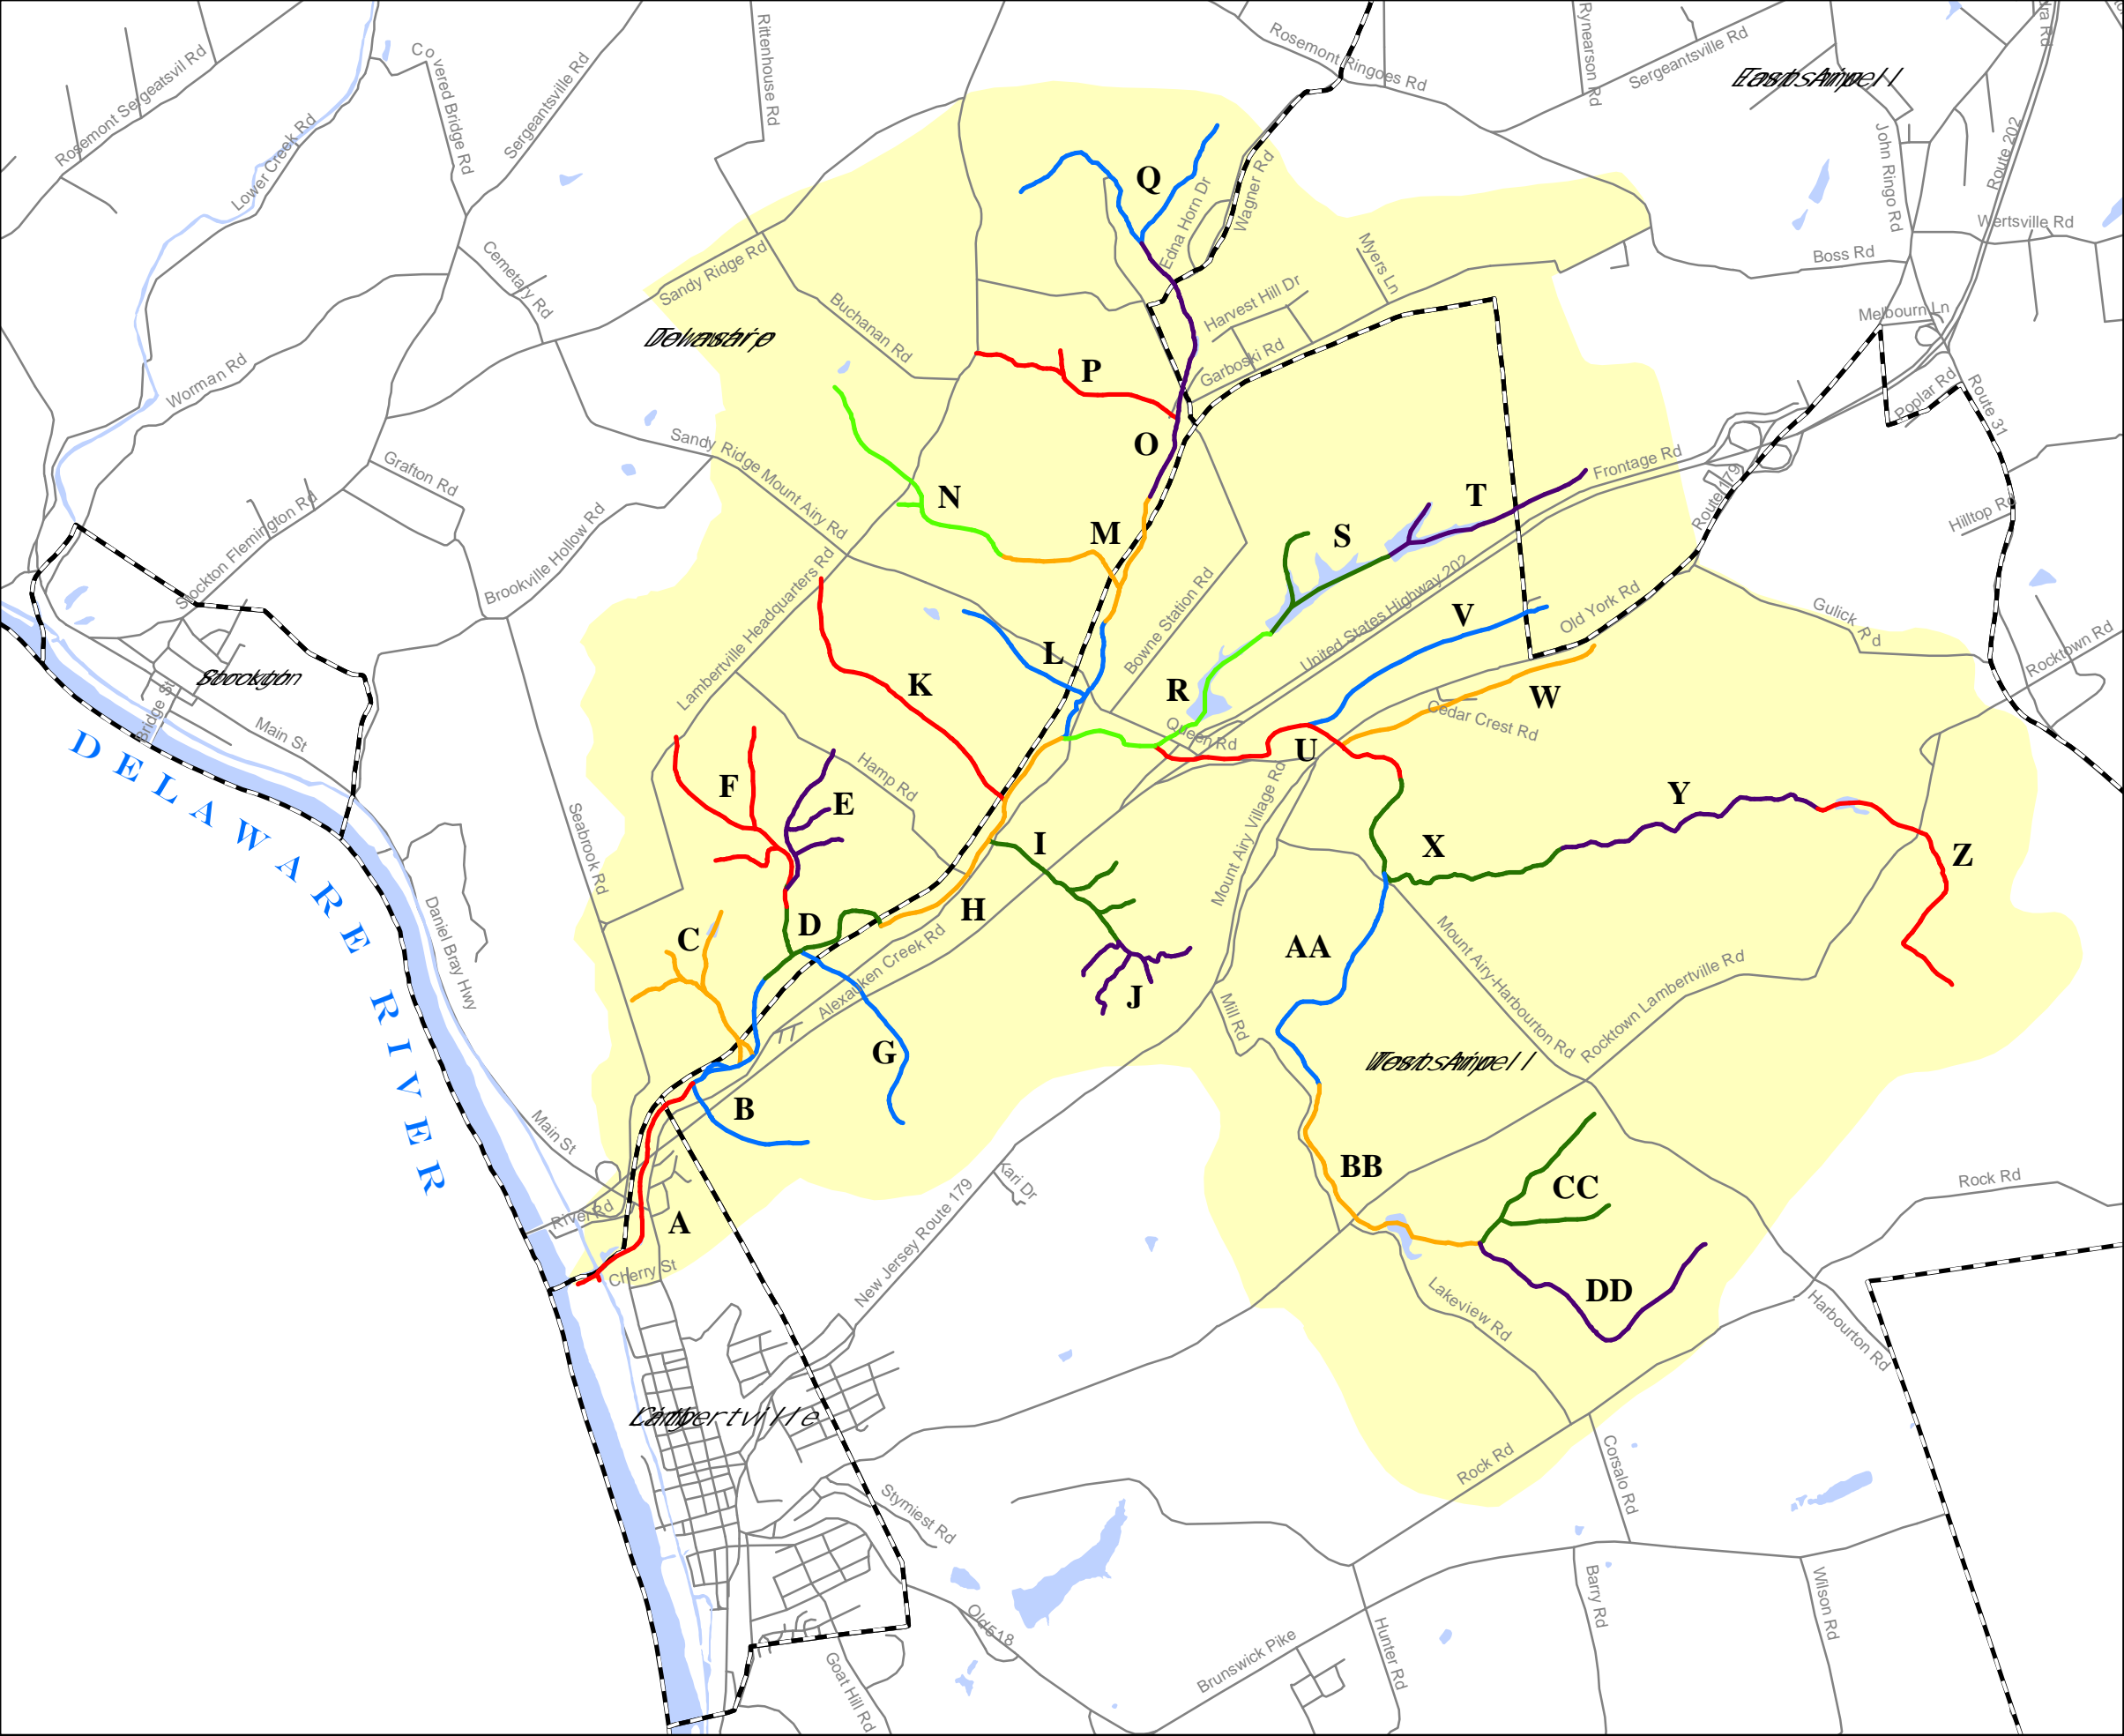 Rosemont Ringoes Rd
Rynearson Rd
Sergeantsville Rd
Rittenhouse Rd
Covered Bridge Rd
Sergeantsville Rd
Rosemont Sergeatsvil Rd
Lower Creek Rd
John Ringo Rd
Route 202
Wertsville Rd
Boss Rd
Q
Edna Horn Dr
Wagner Rd
Myers Ln
Cemetary Rd
Sandy Ridge Rd
Buchanan Rd
Harvest Hill Dr
Garboski Rd
Melbourn Ln
Poplar Rd
Route 31
Worman Rd
P
O
Grafton Rd
Sandy Ridge Mount Airy Rd
N
M
S
T
Frontage Rd
Route 179
Hilltop Rd
Stockton Flemington Rd
Brookville Hollow Rd
Lambertville Headquarters Rd
Bowne Station Rd
United States Highway 202
V
Old York Rd
Gulick Rd
Rocktown Rd
L
K
R
W
Bridge St
Main St
Queen Rd
U
Cedar Crest Rd
Hamp Rd
F
E
Seabrook Rd
I
Mount Airy Village Rd
X
Y
Z
DELAWARE RIVER
Daniel Bray Hwy
C
D
H
Alexauken Creek Rd
J
AA
Mill Rd
Mount Airy-Harbourton Rd
Rocktown Lambertville Rd
G
B
Main St
BB
CC
DD
A
River Rd
Cherry St
Kari Dr
New Jersey Route 179
Rock Rd
Lakeview Rd
Harbourton Rd
Rock Rd
Corsalo Rd
Stymiest Rd
Old 518
Goat Hill Rd
Brunswick Pike
Hunter Rd
Barry Rd
Wilson Rd